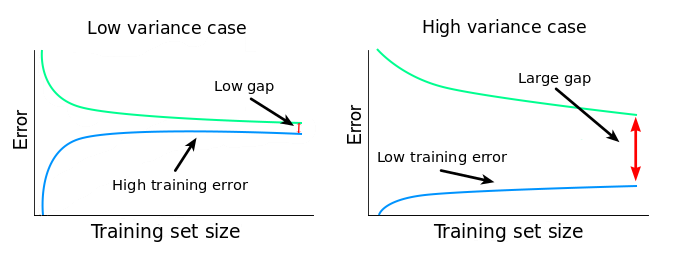 Low variance case
Low gap
High training error
Error
Training set size
High variance case
Large gap
Low training error
Error
Training set size